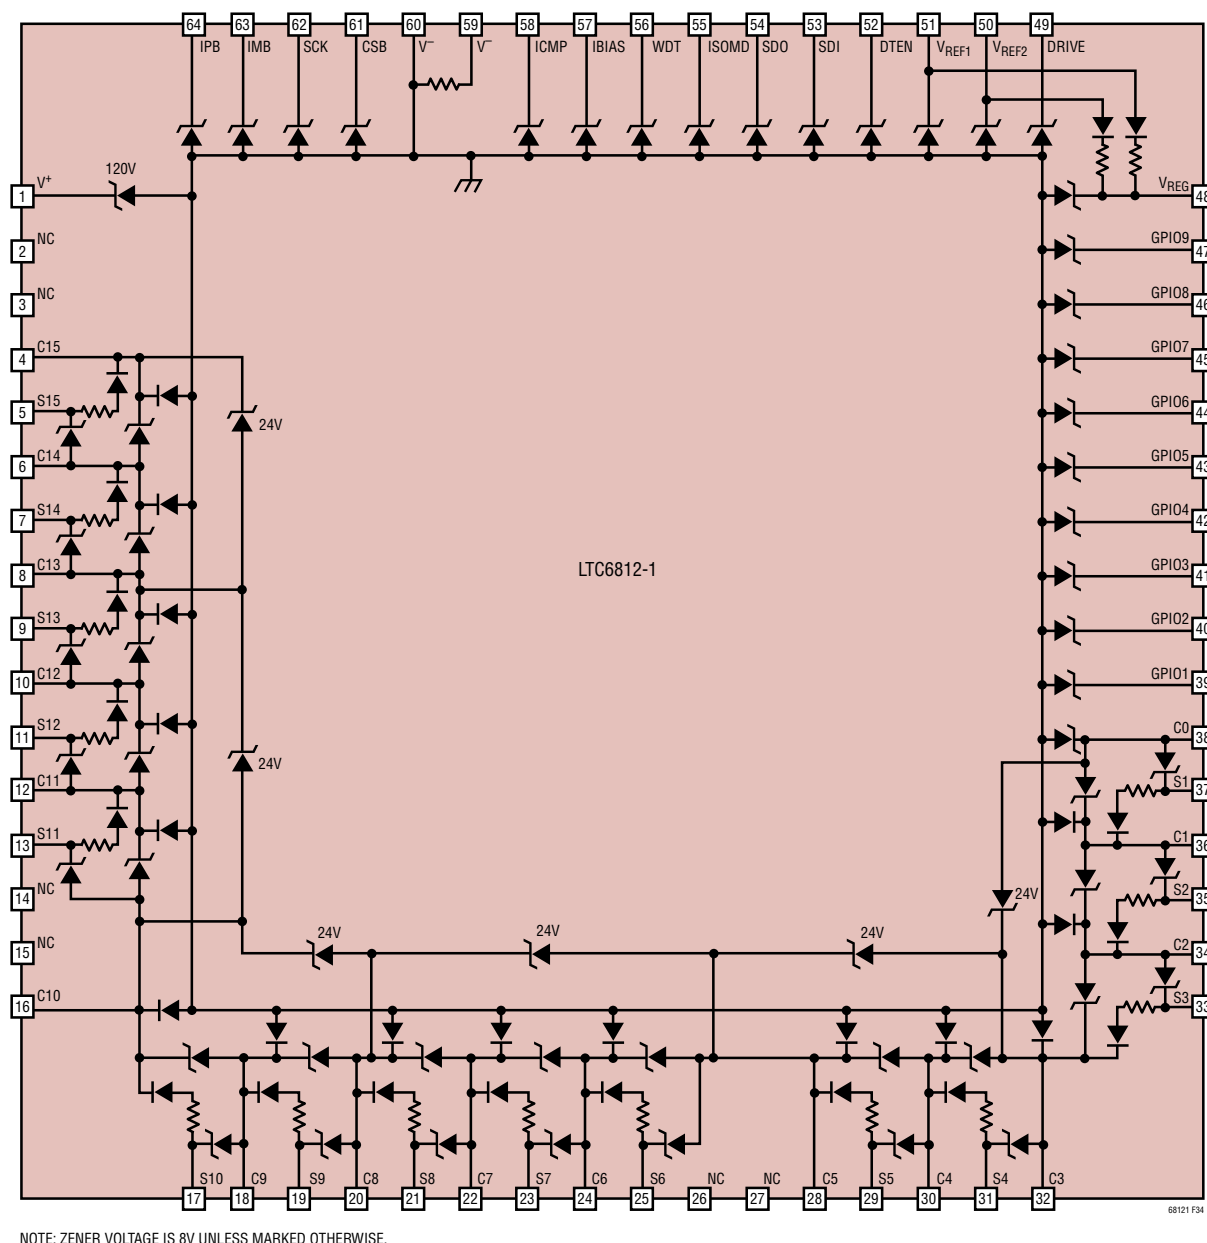 64 63 62 61 60 59 58 57 56 55 54 53 52 51 50 49
IPB IMB SCK CSB V– V– ICMP IBIAS WDT ISOMD SDO SDI DTEN VREF1 VREF2 DRIVE
1 V+ 120V
VREG 48
2 NC
GPIO9 47
3 NC
GPIO8 46
4 C15
GPIO7 45
5 S15
24V
GPIO6 44
6 C14
GPIO5 43
7 S14
GPIO4 42
8 C13
LTC6812-1
GPIO3 41
9 S13
GPIO2 40
10 C12
GPIO1 39
11 S12
24V
C0 38
12 C11
S1 37
13 S11
C1 36
14 NC
24V
S2 35
15 NC
24V 24V 24V
C2 34
16 C10
S3 33
S10 C9 S9 C8 S8 C7 S7 C6 S6 NC NC C5 S5 C4 S4 C3
17 18 19 20 21 22 23 24 25 26 27 28 29 30 31 32
68121 F34
NOTE: ZENER VOLTAGE IS 8V UNLESS MARKED OTHERWISE.